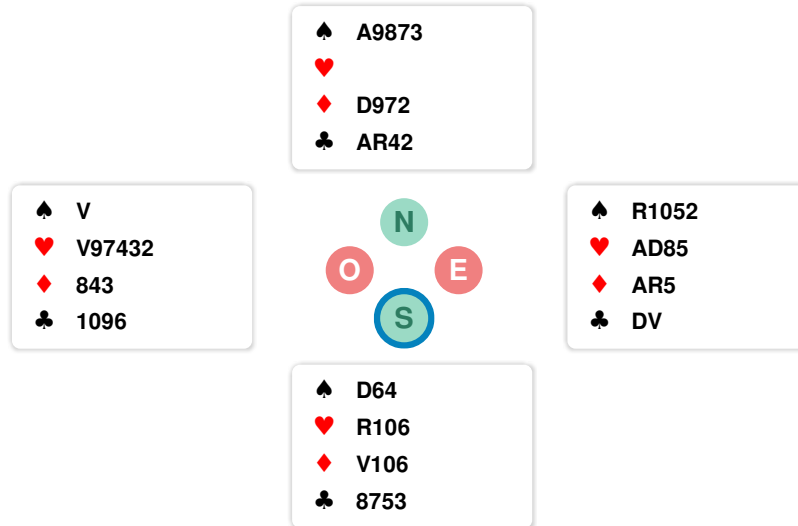 ♠ A9873
♥
♦ D972
♣ AR42
♠ V
♥ V97432
♦ 843
♣ 1096
N
O E
S
♠ R1052
♥ AD85
♦ AR5
♣ DV
♠ D64
♥ R106
♦ V106
♣ 8753